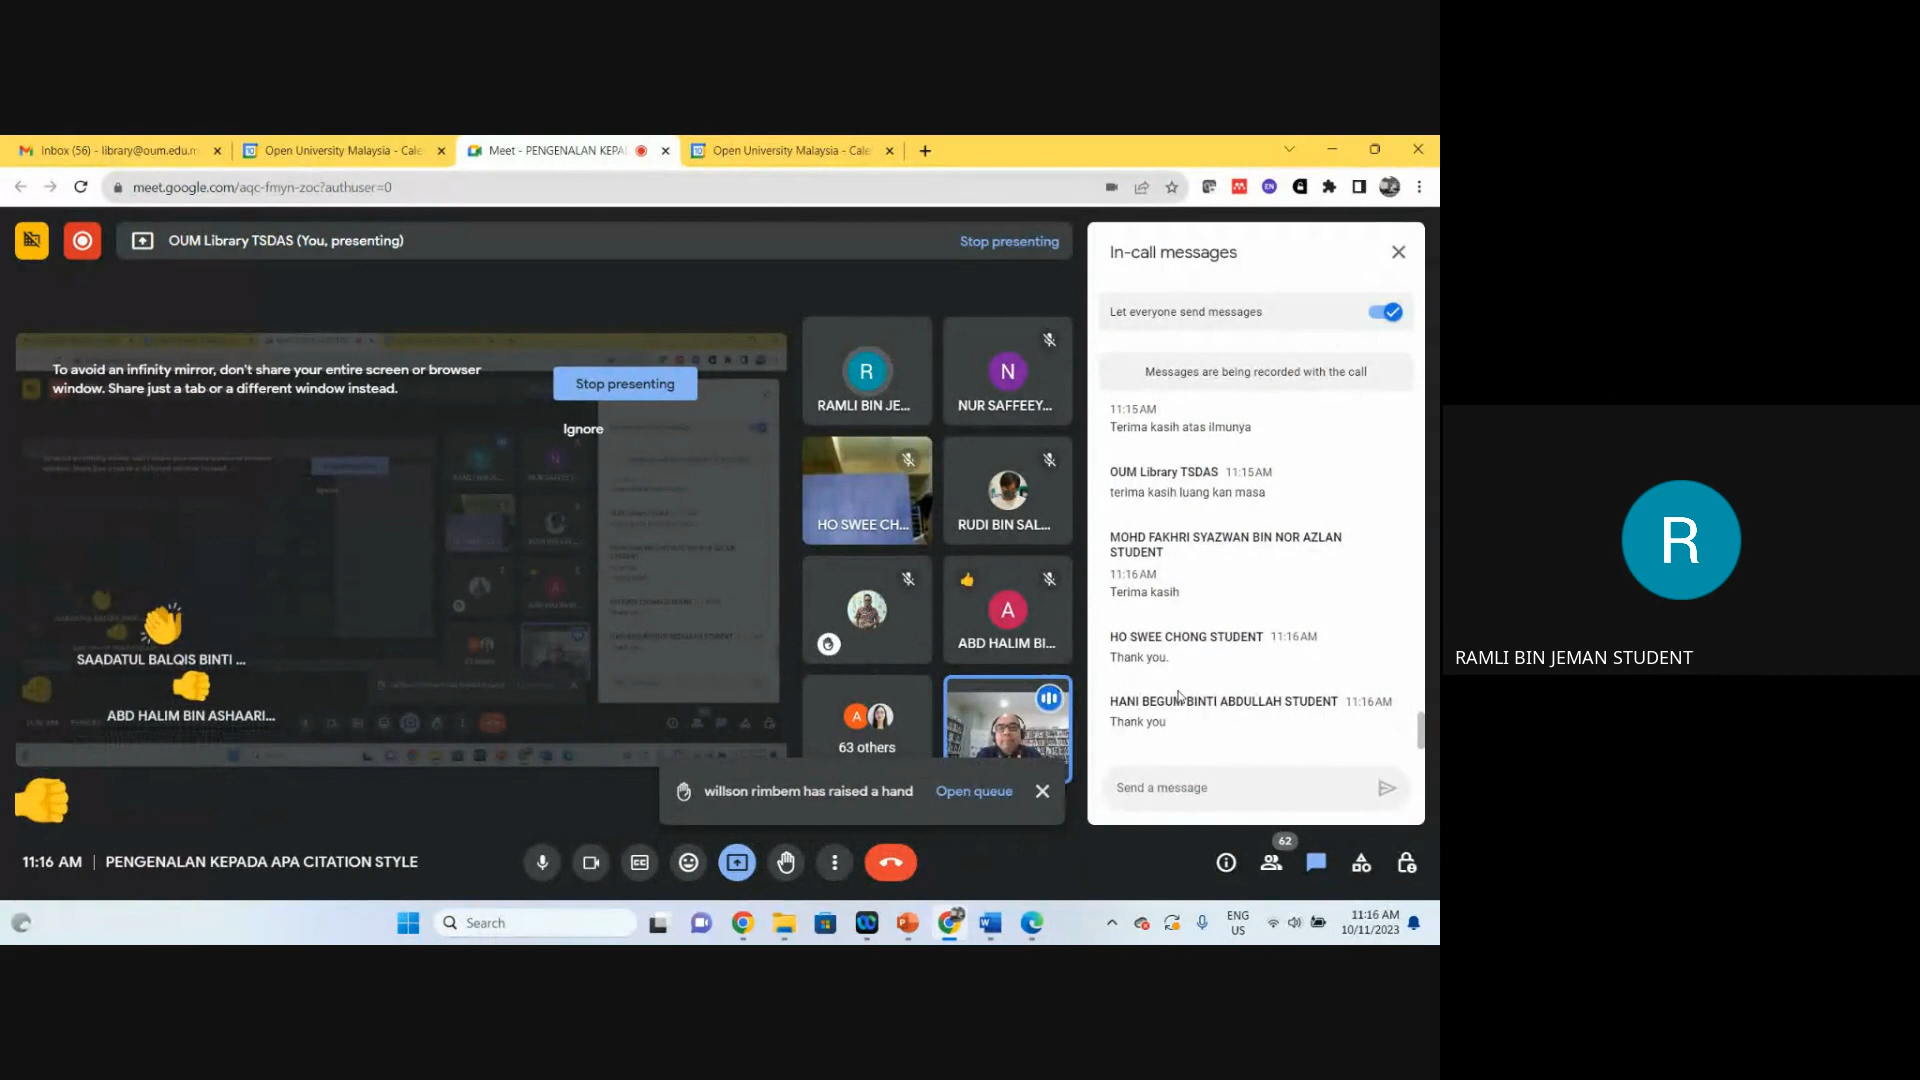 Inbox (56) - library@oum.edu.m
Open University Malaysia - Cale
Meet - PENGENALAN KEPA
Open University Malaysia - Cale
meet.google.com/aqc-fmyn-zoc?authuser=0
OUM Library TSDAS (You, presenting)
Stop presenting
To avoid an infinity mirror, don't share your entire screen or browser
window. Share just a tab or a different window instead.
Stop presenting
Ignore
SAADATUL BALQIS BINTI ...
ABD HALIM BIN ASHAARI...
R
RAMLI BIN JE...
N
NUR SAFFEEY...
HO SWEE CH...
RUDI BIN SAL...
A
ABD HALIM BI...
A
63 others
willson rimbem has raised a hand
Open queue
In-call messages
Let everyone send messages
Messages are being recorded with the call
11:15 AM
Terima kasih atas ilmunya
OUM Library TSDAS 11:15 AM
terima kasih luang kan masa
MOHD FAKHRI SYAZWAN BIN NOR AZLAN
STUDENT
11:16 AM
Terima kasih
HO SWEE CHONG STUDENT 11:16 AM
Thank you.
HANI BEGUM BINTI ABDULLAH STUDENT 11:16 AM
Thank you
Send a message
11:16 AM | PENGENALAN KEPADA APA CITATION STYLE
62
Search
ENG
US
11:16 AM
10/11/2023
R
RAMLI BIN JEMAN STUDENT